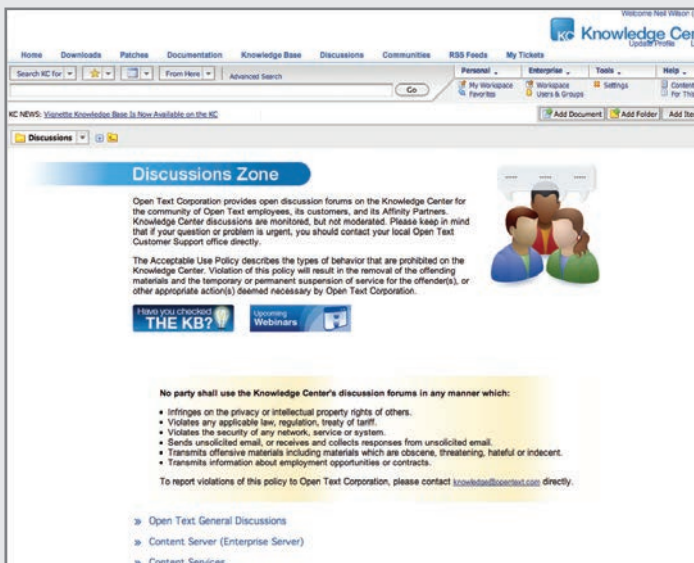 Welcome Neil Wilson
KC Knowledge Cen
Update Profile
Home Downloads Patches Documentation Knowledge Base Discussions Communities RSS Feeds My Tickets
Search KC for From Here Advanced Search
Go
Personal Enterprise Tools Help
My Workspace Workspace Settings Content
Favorites Users & Groups For This
KC NEWS: Vignette Knowledge Base Is Now Available on the KC
Add Document Add Folder Add Ite
Discussions
Discussions Zone
Open Text Corporation provides open discussion forums on the Knowledge Center for
the community of Open Text employees, its customers, and its Affinity Partners.
Knowledge Center discussions are monitored, but not moderated. Please keep in mind
that if your question or problem is urgent, you should contact your local Open Text
Customer Support office directly.
The Acceptable Use Policy describes the types of behavior that are prohibited on the
Knowledge Center. Violation of this policy will result in the removal of the offending
materials and the temporary or permanent suspension of service for the offender(s), or
other appropriate action(s) deemed necessary by Open Text Corporation.
Have you checked
THE KB?
Upcoming
Webinars
No party shall use the Knowledge Center's discussion forums in any manner which:
• Infringes on the privacy or intellectual property rights of others.
• Violates any applicable law, regulation, treaty of tariff.
• Violates the security of any network, service or system.
• Sends unsolicited email, or receives and collects responses from unsolicited email.
• Transmits offensive materials including materials which are obscene, threatening, hateful or indecent.
• Transmits information about employment opportunities or contracts.
To report violations of this policy to Open Text Corporation, please contact knowledge@opentext.com directly.
» Open Text General Discussions
» Content Server (Enterprise Server)
» Content Services